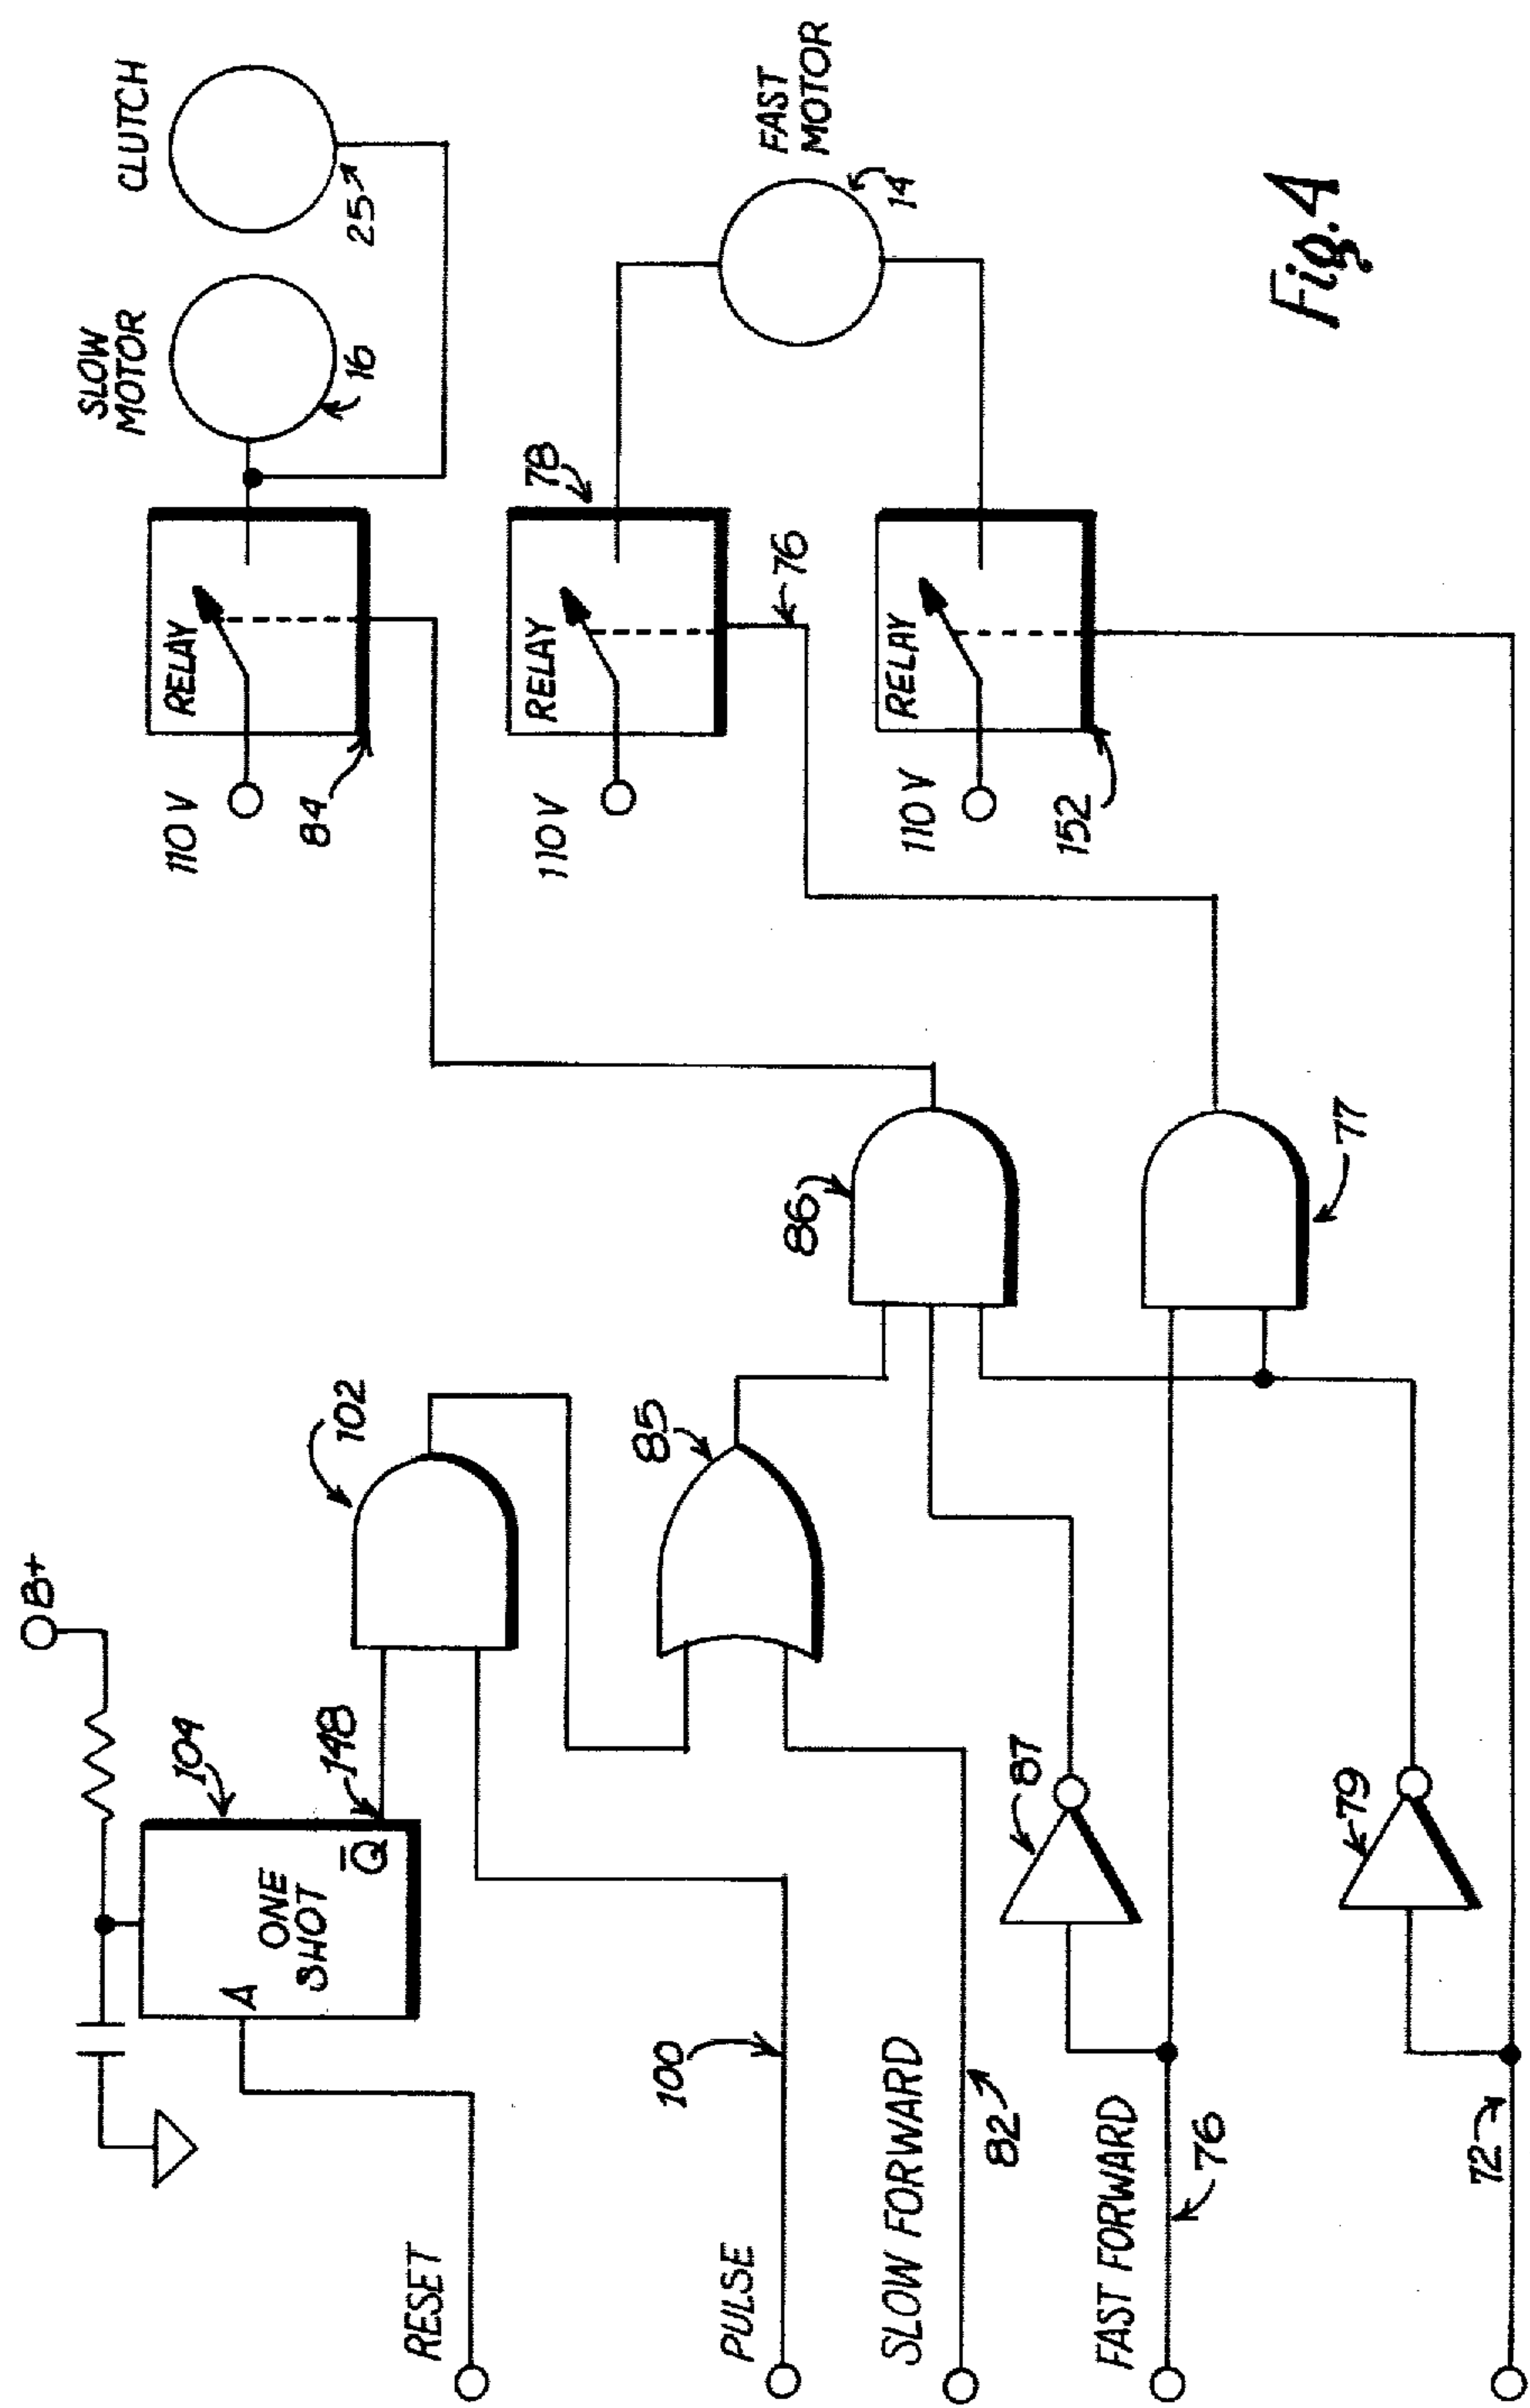 B+
104
A
ONE
SHOT
Q̅
148
102
RESET
PULSE
100
85
SLOW FORWARD
82
86
87
FAST FORWARD
76
77
79
72
110 V
RELAY
84
SLOW
MOTOR
16
CLUTCH
25
110 V
RELAY
78
76
FAST
MOTOR
14
110 V
RELAY
152
Fig. 4